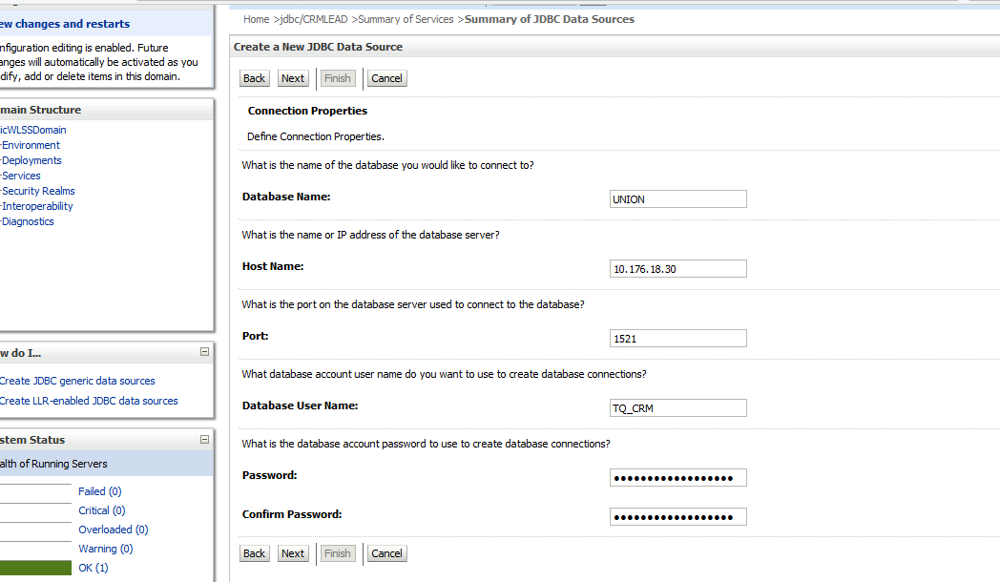 ew changes and restarts
nfiguration editing is enabled. Future
anges will automatically be activated as you
dify, add or delete items in this domain.
main Structure
icWLSSDomain
Environment
Deployments
Services
Security Realms
Interoperability
Diagnostics
w do I...
Create JDBC generic data sources
Create LLR-enabled JDBC data sources
stem Status
alth of Running Servers
Failed (0)
Critical (0)
Overloaded (0)
Warning (0)
OK (1)
Home >jdbc/CRMLEAD >Summary of Services >Summary of JDBC Data Sources
Create a New JDBC Data Source
Back Next Finish Cancel
Connection Properties
Define Connection Properties.
What is the name of the database you would like to connect to?
Database Name: UNION
What is the name or IP address of the database server?
Host Name: 10.176.18.30
What is the port on the database server used to connect to the database?
Port: 1521
What database account user name do you want to use to create database connections?
Database User Name: TQ_CRM
What is the database account password to use to create database connections?
Password: ●●●●●●●●●●●●●●●●●●
Confirm Password: ●●●●●●●●●●●●●●●●●●
Back Next Finish Cancel